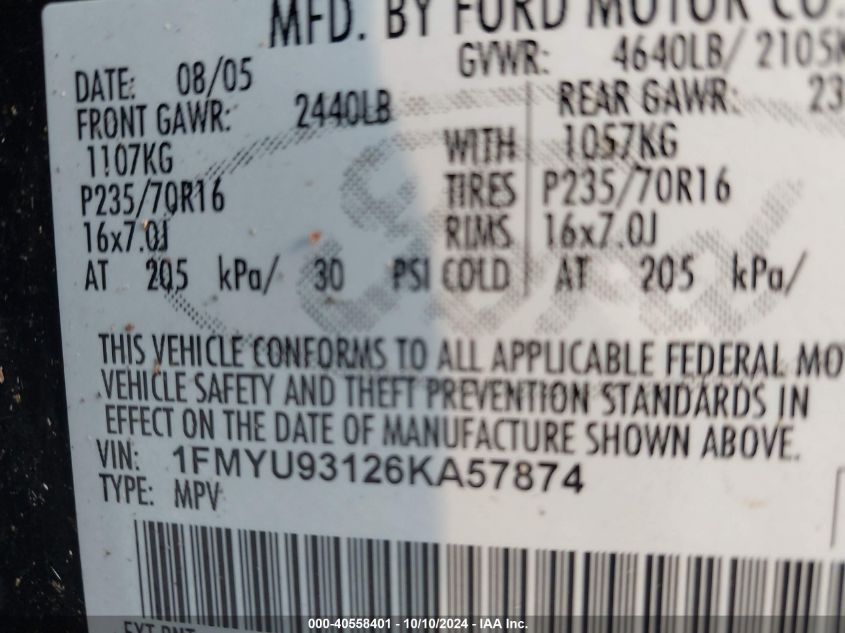 MFD. BY FORD MOTOR CO.
DATE: 08/05 GVWR: 4640LB/ 2105K
FRONT GAWR: 2440LB REAR GAWR: 23
1107KG WITH 1057KG
P235/70R16 TIRES P235/70R16
16x7.0J RIMS 16x7.0J
AT 205 kPa/ 30 PSI COLD AT 205 kPa/
THIS VEHICLE CONFORMS TO ALL APPLICABLE FEDERAL MO
VEHICLE SAFETY AND THEFT PREVENTION STANDARDS IN
EFFECT ON THE DATE OF MANUFACTURE SHOWN ABOVE.
VIN: 1FMYU93126KA57874
TYPE: MPV
EXT PNT
000-40558401 - 10/10/2024 - IAA Inc.